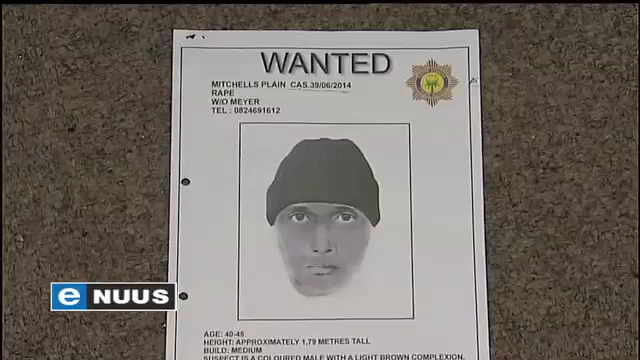 WANTED
MITCHELLS PLAIN CAS.39/06/2014
RAPE
W/O MEYER
TEL : 0824691612
e NUUS
AGE: 40-45
HEIGHT: APPROXIMATELY 1,79 METRES TALL
BUILD: MEDIUM
SUSPECT IS A COLOURED MALE WITH A LIGHT BROWN COMPLEXION,